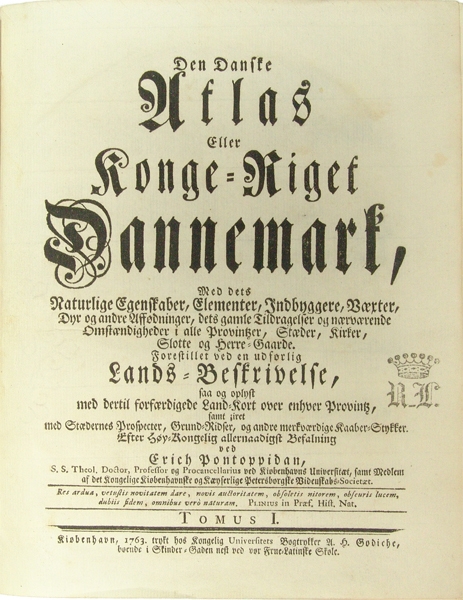 Den Danske
Atlas
Eller
Konge-Riget
Dannemark,
Med dets
Naturlige Egenskaber, Elementer, Indbyggere, Væxter,
Dyr og andre Affodninger, dets gamle Tildragelser og nærværende
Omstændigheder i alle Provintzer, Stæder, Kirker,
Slotte og Herre-Gaarde.
Forestillet ved en udførlig
Lands-Beskrivelse,
saa og oplyst
med dertil forfærdigede Land-Kort over enhver Provintz,
samt ziret
med Stædernes Prospecter, Grund-Ridser, og andre merkværdige Kaaber-Stykker.
Efter Høy-Kongelig allernaadigst Befalning
ved
Erich Pontoppidan,
S. S. Theol. Doctor, Professor og Procancellarius ved Kiøbenhavns Universitæt, samt Medlem
af det Kongelige Kiøbenhavnske og Kayserlige Petersborgske Videnskabs-Societæt.
Res ardua, vetustis novitatem dare, novis auctoritatem, obsoletis nitorem, obscuris lucem,
dubiis fidem, omnibus verò naturam. PLINIUS in Præf. Hist. Nat.
TOMUS I.
Kiøbenhavn, 1763. trykt hos Kongelig Universitets Bogtrykker A. H. Godiche,
boende i Skinder-Gaden nest ved vor Frue-Latinske Skole.
R.L.